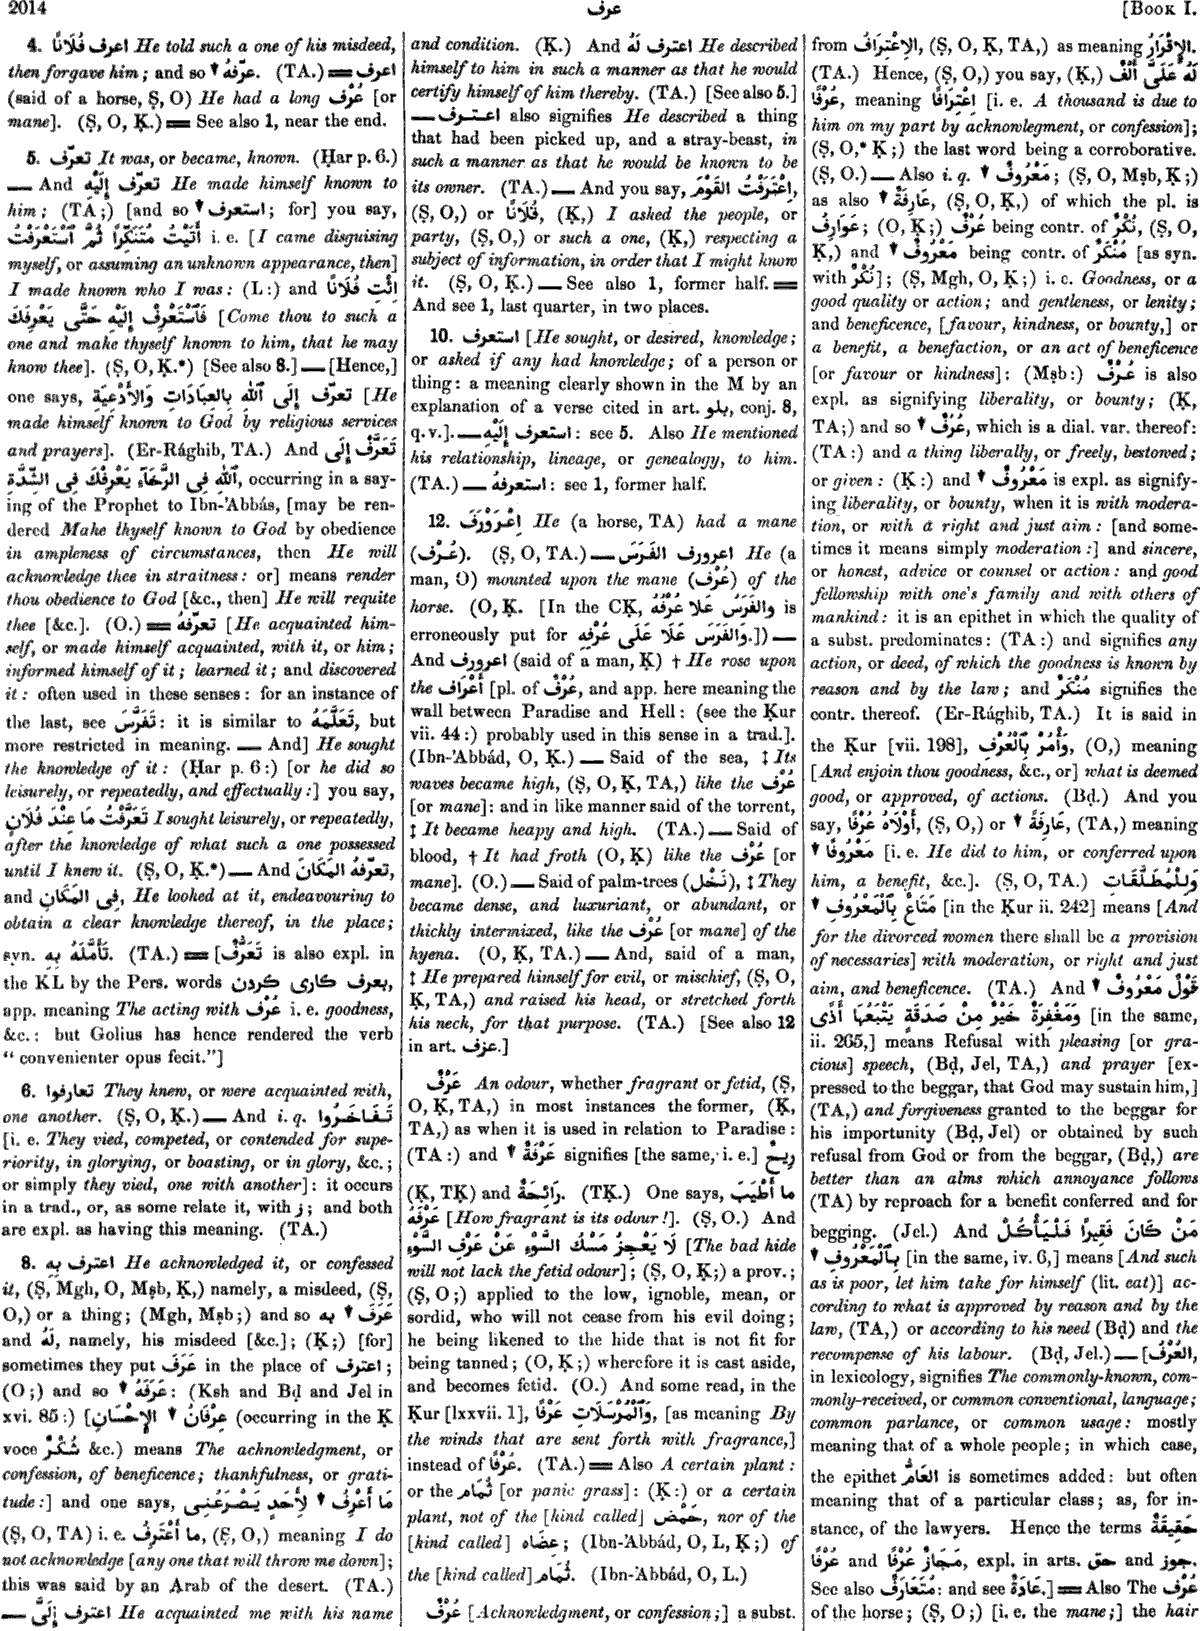 2014
عرف
[Book I.
4. اعرف فُلَانًا He told such a one of his misdeed,
then forgave him; and so ▾ عرّفهُ. (TA.) ═ اعرف
(said of a horse, Ṣ, O) He had a long عُرْف [or
mane]. (Ṣ, O, Ḳ.) ═ See also 1, near the end.
5. تعرّف It was, or became, known. (Ḥar p. 6.)
— And تعرّف إِلَيْهِ He made himself known to
him; (TA;) [and so ▾ استعرف; for] you say,
أَتَيْتُ مُتَنَكِّرًا ثُمَّ ٱسْتَعْرَفْتُ i. e. [I came disguising
myself, or assuming an unknown appearance, then]
I made known who I was: (L:) and ائْتِ فُلَانًا
فَٱسْتَعْرِفْ إِلَيْهِ حَتَّى يَعْرِفَكَ [Come thou to such a
one and make thyself known to him, that he may
know thee]. (Ṣ, O, Ḳ.*) [See also 8.] — [Hence,]
one says, تعرّف إِلَى ٱللّٰهِ بِالعِبَادَاتِ وَالأَدْعِيَةِ [He
made himself known to God by religious services
and prayers]. (Er-Rághib, TA.) And تَعَرَّفْ إِلَى
ٱللّٰهِ فِى الرَّخَآءِ يَعْرِفْكَ فِى الشِّدَّةِ, occurring in a say-
ing of the Prophet to Ibn-'Abbás, [may be ren-
dered Make thyself known to God by obedience
in ampleness of circumstances, then He will
acknowledge thee in straitness: or] means render
thou obedience to God [&c., then] He will requite
thee [&c.]. (O.) ═ تعرّفهُ [He acquainted him-
self, or made himself acquainted, with it, or him;
informed himself of it; learned it; and discovered
it: often used in these senses: for an instance of
the last, see تَفَرَّسَ: it is similar to تَعَلَّمَهُ, but
more restricted in meaning. — And] He sought
the knowledge of it: (Ḥar p. 6:) [or he did so
leisurely, or repeatedly, and effectually:] you say,
تَعَرَّفْتُ مَا عِنْدَ فُلَانٍ I sought leisurely, or repeatedly,
after the knowledge of what such a one possessed
until I knew it. (Ṣ, O, Ḳ.*) — And تعرّفهُ المَكَانَ,
and فِى المَكَانِ, He looked at it, endeavouring to
obtain a clear knowledge thereof, in the place;
syn. تَأَمَّلَهُ بِهِ. (TA.) ═ [تَعَرُّفٌ is also expl. in
the KL by the Pers. words بعرف كارى كردن,
app. meaning The acting with عُرْف i. e. goodness,
&c.: but Golius has hence rendered the verb
“ convenienter opus fecit.”]
6. تعارفوا They knew, or were acquainted with,
one another. (Ṣ, O, Ḳ.) — And i. q. تَفَاخَرُوا
[i. e. They vied, competed, or contended for supe-
riority, in glorying, or boasting, or in glory, &c.;
or simply they vied, one with another]: it occurs
in a trad., or, as some relate it, with ز; and both
are expl. as having this meaning. (TA.)
8. اعترف بِهِ He acknowledged it, or confessed
it, (Ṣ, Mgh, O, Mṣb, Ḳ,) namely, a misdeed, (Ṣ,
O,) or a thing; (Mgh, Mṣb;) and so ▾ عَرَفَ به
and لَهُ, namely, his misdeed [&c.]; (Ḳ;) [for]
sometimes they put عَرَفَ in the place of اعترف;
(O;) and so ▾ عَرَفَهُ: (Ksh and Bḍ and Jel in
xvi. 85:) [عِرْفَانُ ▾ الإِحْسَانِ (occurring in the Ḳ
voce شُكْرٌ &c.) means The acknowledgment, or
confession, of beneficence; thankfulness, or grati-
tude:] and one says, مَا أَعْرِفُ ▾ لِأَحَدٍ يَصْرَعُنِى
(Ṣ, O, TA) i. e. ما أَعْتَرِفُ, (Ṣ, O,) meaning I do
not acknowledge [any one that will throw me down];
this was said by an Arab of the desert. (TA.)
— اعترف إِلَىَّ He acquainted me with his name
and condition. (Ḳ.) And اعترف لَهُ He described
himself to him in such a manner as that he would
certify himself of him thereby. (TA.) [See also 5.]
— اعترف also signifies He described a thing
that had been picked up, and a stray-beast, in
such a manner as that he would be known to be
its owner. (TA.) — And you say, اِعْتَرَفْتُ القَوْمَ,
(Ṣ, O,) or فُلَانًا, (Ḳ,) I asked the people, or
party, (Ṣ, O,) or such a one, (Ḳ,) respecting a
subject of information, in order that I might know
it. (Ṣ, O, Ḳ.) — See also 1, former half. ═
And see 1, last quarter, in two places.
10. استعرف [He sought, or desired, knowledge;
or asked if any had knowledge; of a person or
thing: a meaning clearly shown in the M by an
explanation of a verse cited in art. بلو, conj. 8,
q. v.]. — استعرف إِلَيْهِ: see 5. Also He mentioned
his relationship, lineage, or genealogy, to him.
(TA.) — استعرفهُ: see 1, former half.
12. اِعْرَوْرَفَ He (a horse, TA) had a mane
(عُرْف). (Ṣ, O, TA.) — اعرورف الفَرَسَ He (a
man, O) mounted upon the mane (عُرْف) of the
horse. (O, Ḳ. [In the CḲ, والفَرَسُ عَلَا عُرْفُهُ is
erroneously put for وَالفَرَسَ عَلَا عَلَى عُرْفِهِ.]) —
And اعرورف (said of a man, Ḳ) † He rose upon
the أَعْرَاف [pl. of عُرْفٌ, and app. here meaning the
wall between Paradise and Hell: (see the Ḳur
vii. 44:) probably used in this sense in a trad.].
(Ibn-'Abbád, O, Ḳ.) — Said of the sea, ‡ Its
waves became high, (Ṣ, O, Ḳ, TA,) like the عُرْف
[or mane]: and in like manner said of the torrent,
‡ It became heapy and high. (TA.) — Said of
blood, † It had froth (O, Ḳ) like the عُرْف [or
mane]. (O.) — Said of palm-trees (نَخْل), ‡ They
became dense, and luxuriant, or abundant, or
thickly intermixed, like the عُرْف [or mane] of the
hyena. (O, Ḳ, TA.) — And, said of a man,
‡ He prepared himself for evil, or mischief, (Ṣ, O,
Ḳ, TA,) and raised his head, or stretched forth
his neck, for that purpose. (TA.) [See also 12
in art. عزف.]
عَرْفٌ An odour, whether fragrant or fetid, (Ṣ,
O, Ḳ, TA,) in most instances the former, (Ḳ,
TA,) as when it is used in relation to Paradise:
(TA:) and ▾ عَرْفَةٌ signifies [the same, i. e.] رِيحٌ
(Ḳ, TḲ) and رَائِحَةٌ. (TḲ.) One says, ما أَطْيَبَ
عَرْفَهُ [How fragrant is its odour!]. (Ṣ, O.) And
لَا يَعْجِزُ مَسْكُ السَّوْءِ عَنْ عَرْفِ السَّوْءِ [The bad hide
will not lack the fetid odour]; (Ṣ, O, Ḳ;) a prov.;
(Ṣ, O;) applied to the low, ignoble, mean, or
sordid, who will not cease from his evil doing;
he being likened to the hide that is not fit for
being tanned; (O, Ḳ;) wherefore it is cast aside,
and becomes fetid. (O.) And some read, in the
Ḳur [lxxvii. 1], وَٱلْمُرْسَلَاتِ عَرْفًا, [as meaning By
the winds that are sent forth with fragrance,]
instead of عُرْفًا. (TA.) ═ Also A certain plant:
or the ثُمَام [or panic grass]: (Ḳ:) or a certain
plant, not of the [kind called] حَمْض, nor of the
[kind called] عِضَاه; (Ibn-'Abbád, O, L, Ḳ;) of
the [kind called] ثُمَام. (Ibn-'Abbád, O, L.)
عُرْفٌ [Acknowledgment, or confession;] a subst.
from الاِعْتِرَافُ, (Ṣ, O, Ḳ, TA,) as meaning الإِقْرَارُ.
(TA.) Hence, (Ṣ, O,) you say, (Ḳ,) لَهُ عَلَىَّ أَلْفٌ
عُرْفًا, meaning اِعْتِرَافًا [i. e. A thousand is due to
him on my part by acknowlegment, or confession];
(Ṣ, O,* Ḳ;) the last word being a corroborative.
(Ṣ, O.) — Also i. q. ▾ مَعْرُوفٌ; (Ṣ, O, Mṣb, Ḳ;)
as also ▾ عَارِفَةٌ, (Ṣ, O, Ḳ,) of which the pl. is
عَوَارِفُ; (O, Ḳ;) عُرْفٌ being contr. of نُكْرٌ, (Ṣ, O,
Ḳ,) and ▾ مَعْرُوفٌ being contr. of مُنْكَرٌ [as syn.
with نُكْرٌ]; (Ṣ, Mgh, O, Ḳ;) i. e. Goodness, or a
good quality or action; and gentleness, or lenity;
and beneficence, [favour, kindness, or bounty,] or
a benefit, a benefaction, or an act of beneficence
[or favour or kindness]: (Mṣb:) عُرْفٌ is also
expl. as signifying liberality, or bounty; (Ḳ,
TA;) and so ▾ عُرُفٌ, which is a dial. var. thereof:
(TA:) and a thing liberally, or freely, bestowed;
or given: (Ḳ:) and ▾ مَعْرُوفٌ is expl. as signify-
ing liberality, or bounty, when it is with modera-
tion, or with a right and just aim: [and some-
times it means simply moderation:] and sincere,
or honest, advice or counsel or action: and good
fellowship with one's family and with others of
mankind: it is an epithet in which the quality of
a subst. predominates: (TA:) and signifies any
action, or deed, of which the goodness is known by
reason and by the law; and مُنْكَرٌ signifies the
contr. thereof. (Er-Rághib, TA.) It is said in
the Ḳur [vii. 198], وَأْمُرْ بِٱلْعُرْفِ, (O,) meaning
[And enjoin thou goodness, &c., or] what is deemed
good, or approved, of actions. (Bḍ.) And you
say, أَوْلَاهُ عُرْفًا, (Ṣ, O,) or ▾ عَارِفَةً, (TA,) meaning
▾ مَعْرُوفًا [i. e. He did to him, or conferred upon
him, a benefit, &c.]. (Ṣ, O, TA.) وَلِلْمُطَلَّقَاتِ
مَتَاعٌ بِٱلْمَعْرُوفِ ▾ [in the Ḳur ii. 242] means [And
for the divorced women there shall be a provision
of necessaries] with moderation, or right and just
aim, and beneficence. (TA.) And قَوْلٌ مَعْرُوفٌ ▾
وَمَغْفِرَةٌ خَيْرٌ مِنْ صَدَقَةٍ يَتْبَعُهَا أَذًى [in the same,
ii. 265,] means Refusal with pleasing [or gra-
cious] speech, (Bḍ, Jel, TA,) and prayer [ex-
pressed to the beggar, that God may sustain him,]
(TA,) and forgiveness granted to the beggar for
his importunity (Bḍ, Jel) or obtained by such
refusal from God or from the beggar, (Bḍ,) are
better than an alms which annoyance follows
(TA) by reproach for a benefit conferred and for
begging. (Jel.) And مَنْ كَانَ فَقِيرًا فَلْيَأْكُلْ
بِٱلْمَعْرُوفِ ▾ [in the same, iv. 6,] means [And such
as is poor, let him take for himself (lit. eat)] ac-
cording to what is approved by reason and by the
law, (TA,) or according to his need (Bḍ) and the
recompense of his labour. (Bḍ, Jel.) — [العُرْفُ,
in lexicology, signifies The commonly-known, com-
monly-received, or common conventional, language;
common parlance, or common usage: mostly
meaning that of a whole people; in which case,
the epithet العَامُّ is sometimes added: but often
meaning that of a particular class; as, for in-
stance, of the lawyers. Hence the terms حَقِيقَةٌ
عُرْفًا and مَجَازٌ عُرْفًا, expl. in arts. حق and جوز.
See also مُتَعَارَفٌ: and see عَادَةٌ.] ═ Also The عُرْف
of the horse; (Ṣ, O;) [i. e. the mane;] the hair